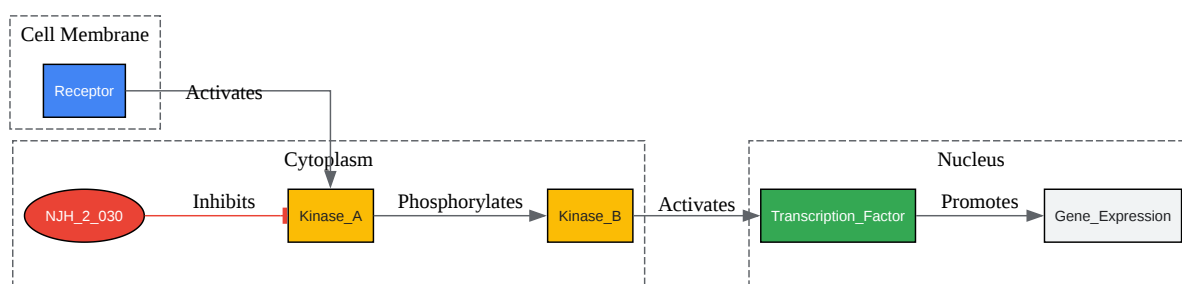 Cell Membrane
Receptor
Activates
Cytoplasm
NJH_2_030
Inhibits
Kinase_A
Phosphorylates
Kinase_B
Activates
Nucleus
Transcription_Factor
Promotes
Gene_Expression